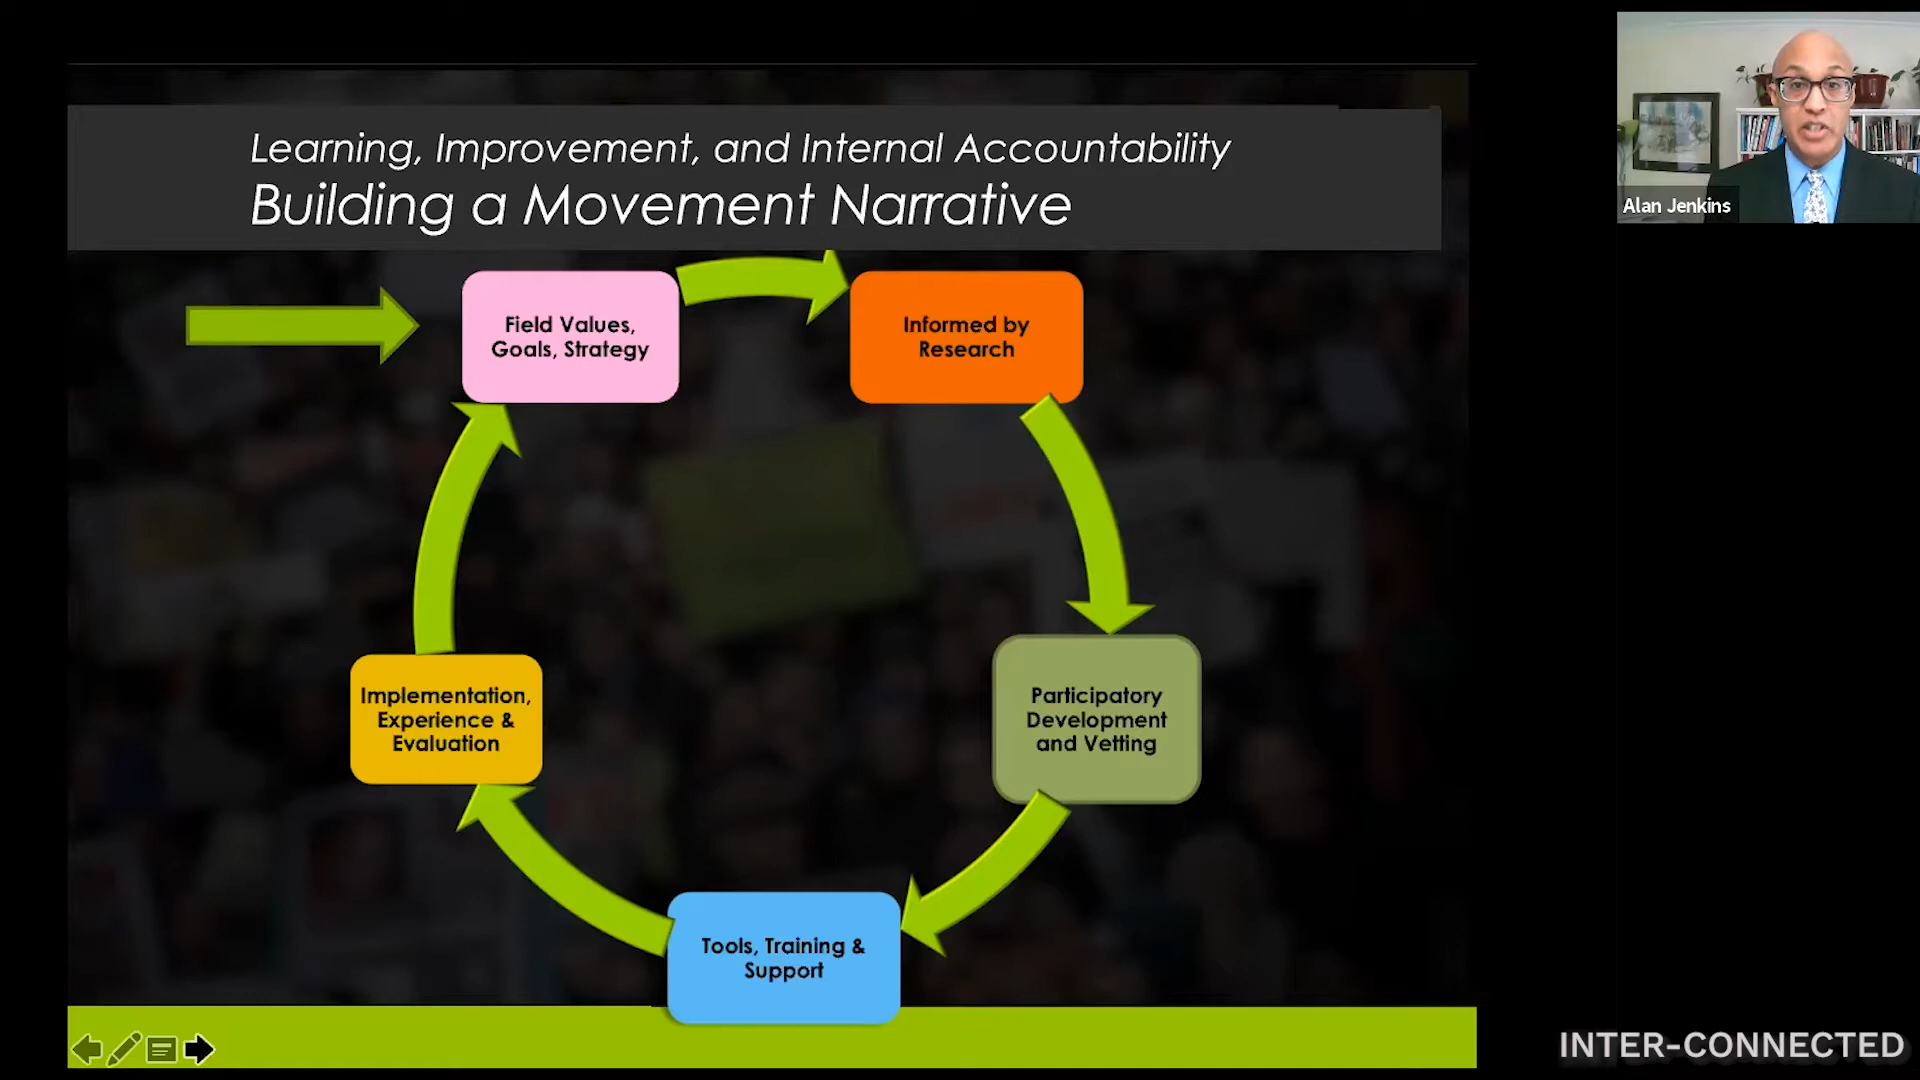 Learning, Improvement, and Internal Accountability
Building a Movement Narrative
Field Values,
Goals, Strategy
Informed by
Research
Participatory
Development
and Vetting
Tools, Training &
Support
Implementation,
Experience &
Evaluation
Alan Jenkins
INTER-CONNECTED